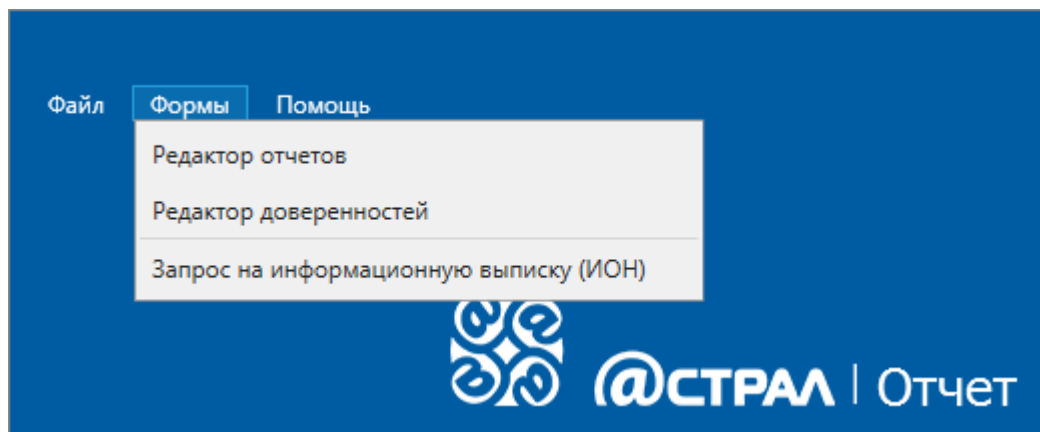 Файл Формы Помощь
Редактор отчетов
Редактор доверенностей
Запрос на информационную выписку (ИОН)
@СТРАЛ | Отчет